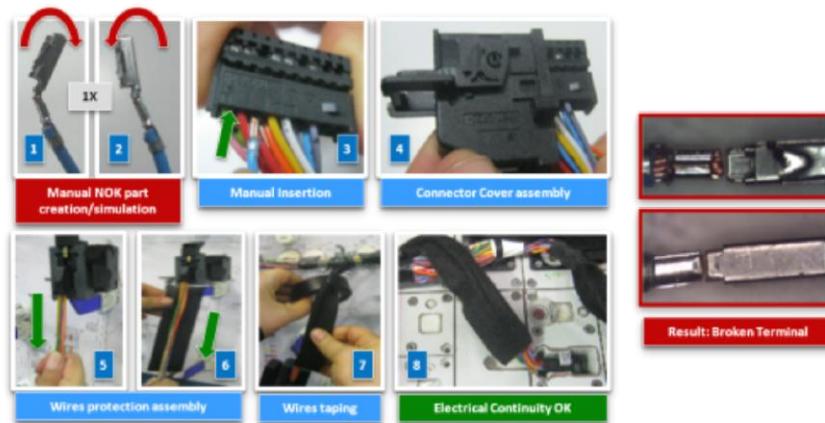 1X
1
2
3
4
Manual NOK part
creation/simulation
Manual Insertion
Connector Cover assembly
5
6
7
8
Wires protection assembly
Wires taping
Electrical Continuity OK
Result: Broken Terminal